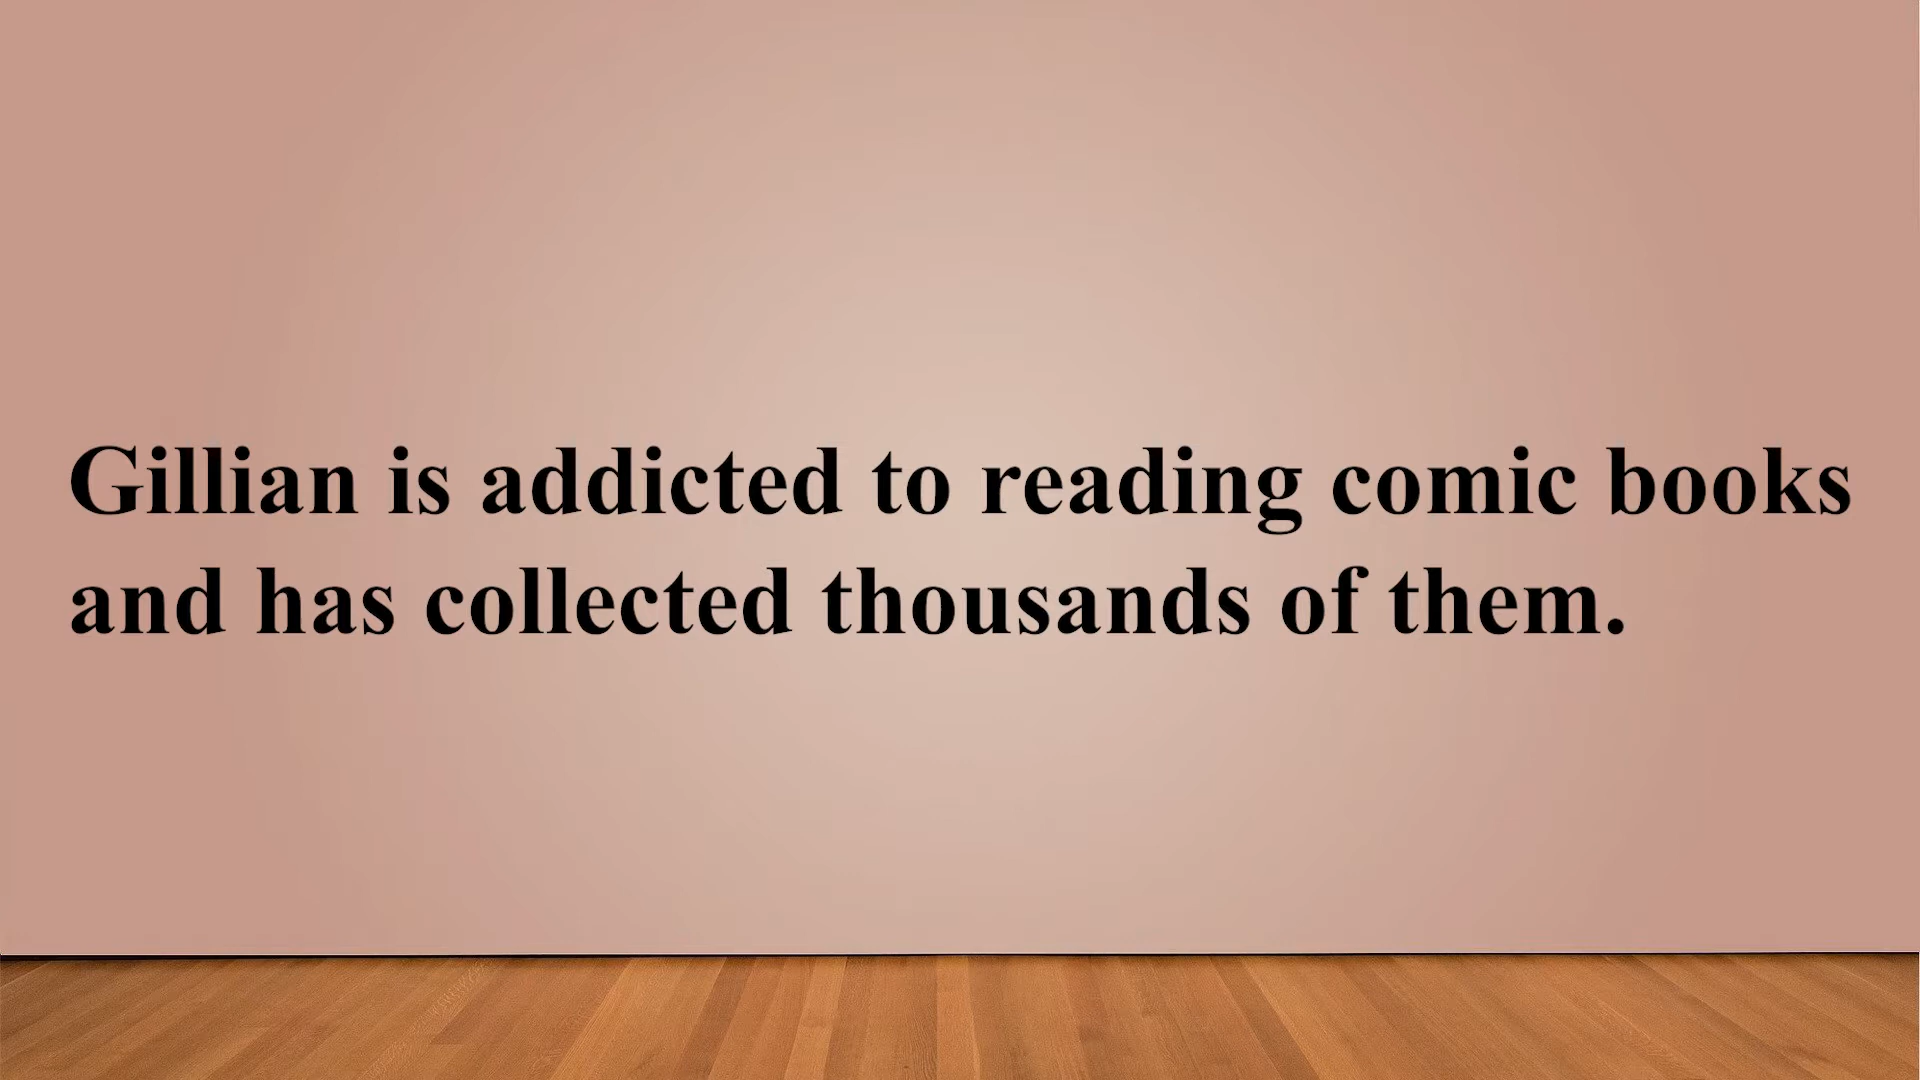 Gillian is addicted to reading comic books
and has collected thousands of them.